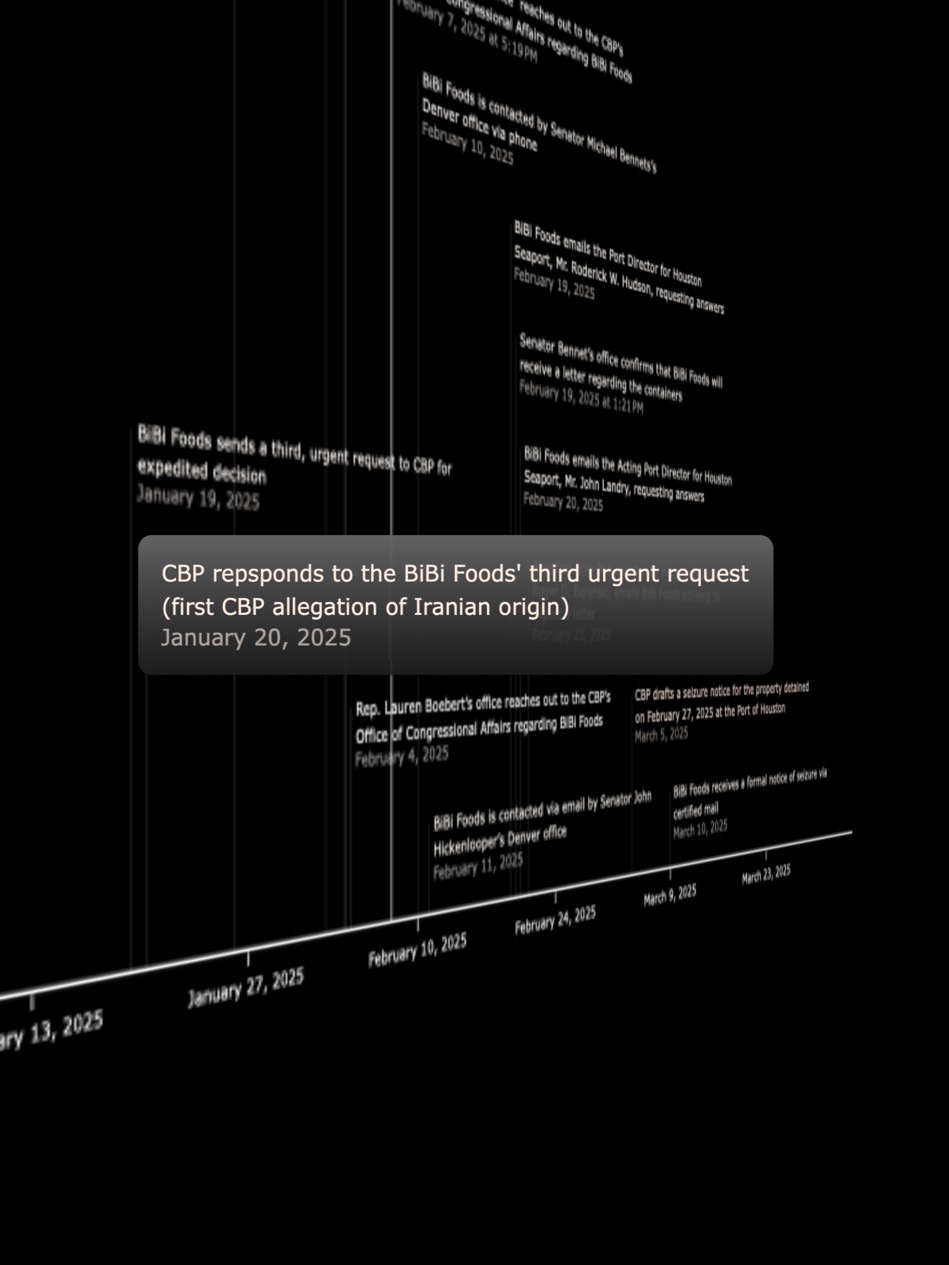 reaches out to the CBP's
Congressional Affairs regarding BiBi Foods
February 7, 2025 at 5:19PM
BiBi Foods is contacted by Senator Michael Bennets's
Denver office via phone
February 10, 2025
BiBi Foods emails the Port Director for Houston
Seaport, Mr. Roderick W. Hudson, requesting answers
February 19, 2025
Senator Bennet's office confirms that BiBi Foods will
receive a letter regarding the containers
February 19, 2025 at 1:21PM
BiBi Foods sends a third, urgent request to CBP for
expedited decision
January 19, 2025
BiBi Foods emails the Acting Port Director for Houston
Seaport, Mr. John Landry, requesting answers
February 20, 2025
CBP repsponds to the BiBi Foods' third urgent request
(first CBP allegation of Iranian origin)
January 20, 2025
emails BiBi Foods advising to
letter
Rep. Lauren Boebert's office reaches out to the CBP's
Office of Congressional Affairs regarding BiBi Foods
February 4, 2025
CBP drafts a seizure notice for the property detained
on February 27, 2025 at the Port of Houston
March 5, 2025
BiBi Foods is contacted via email by Senator John
Hickenlooper's Denver office
February 11, 2025
BiBi Foods receives a formal notice of seizure via
certified mail
March 10, 2025
ary 13, 2025
January 27, 2025
February 10, 2025
February 24, 2025
March 9, 2025
March 23, 2025